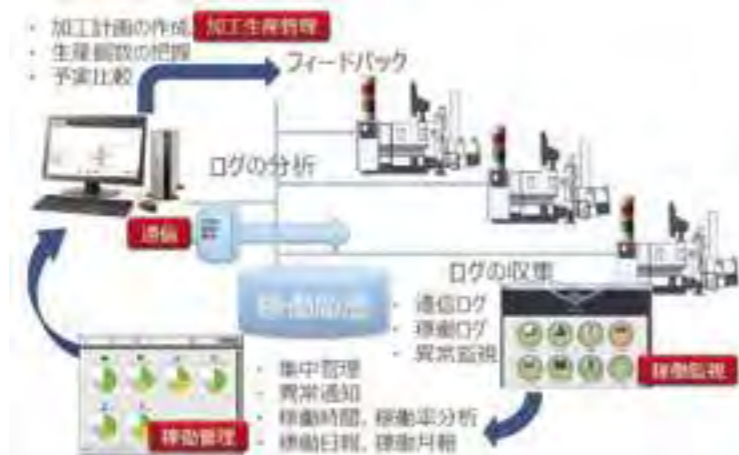 ・ 加工計画の作成
加工生産管理
・ 生産個数の把握
・ 予実比較
フィードバック
ログの分析
通信
ログの収集
・ 通信ログ
・ 稼働ログ
・ 異常監視
稼働監視
・ 集中管理
・ 異常通知
・ 稼働時間、稼働率分析
・ 稼働日報、稼働月報
稼働管理